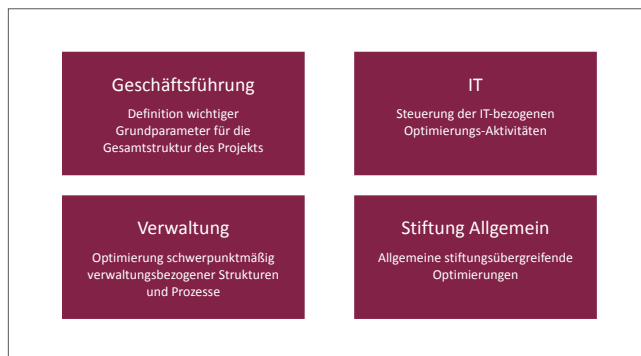 Geschäftsführung
Definition wichtiger
Grundparameter für die
Gesamtstruktur des Projekts
IT
Steuerung der IT-bezogenen
Optimierungs-Aktivitäten
Verwaltung
Optimierung schwerpunktmäßig
verwaltungsbezogener Strukturen
und Prozesse
Stiftung Allgemein
Allgemeine stiftungsübergreifende
Optimierungen